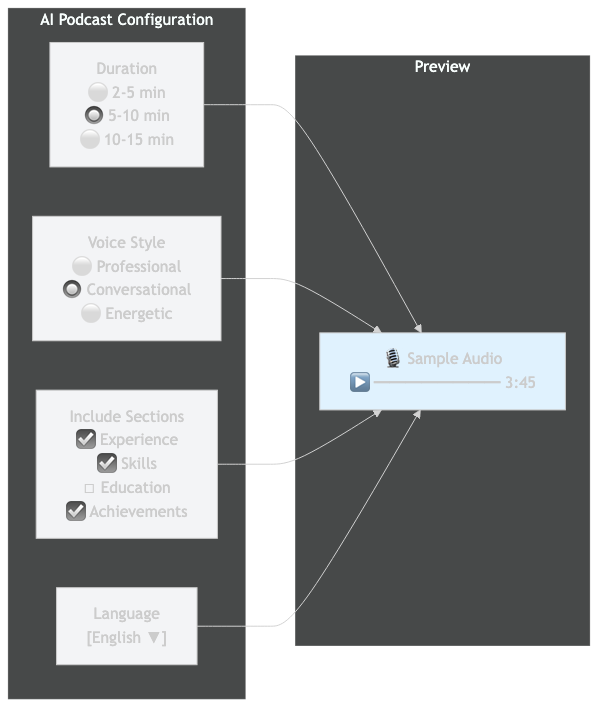 AI Podcast Configuration
Duration
⚪ 2-5 min
🔘 5-10 min
⚪ 10-15 min
Voice Style
⚪ Professional
🔘 Conversational
⚪ Energetic
Include Sections
☑️ Experience
☑️ Skills
□ Education
☑️ Achievements
Language
[English ▼]
Preview
🎙️ Sample Audio
▶️ ━━━━━━━━━━ 3:45